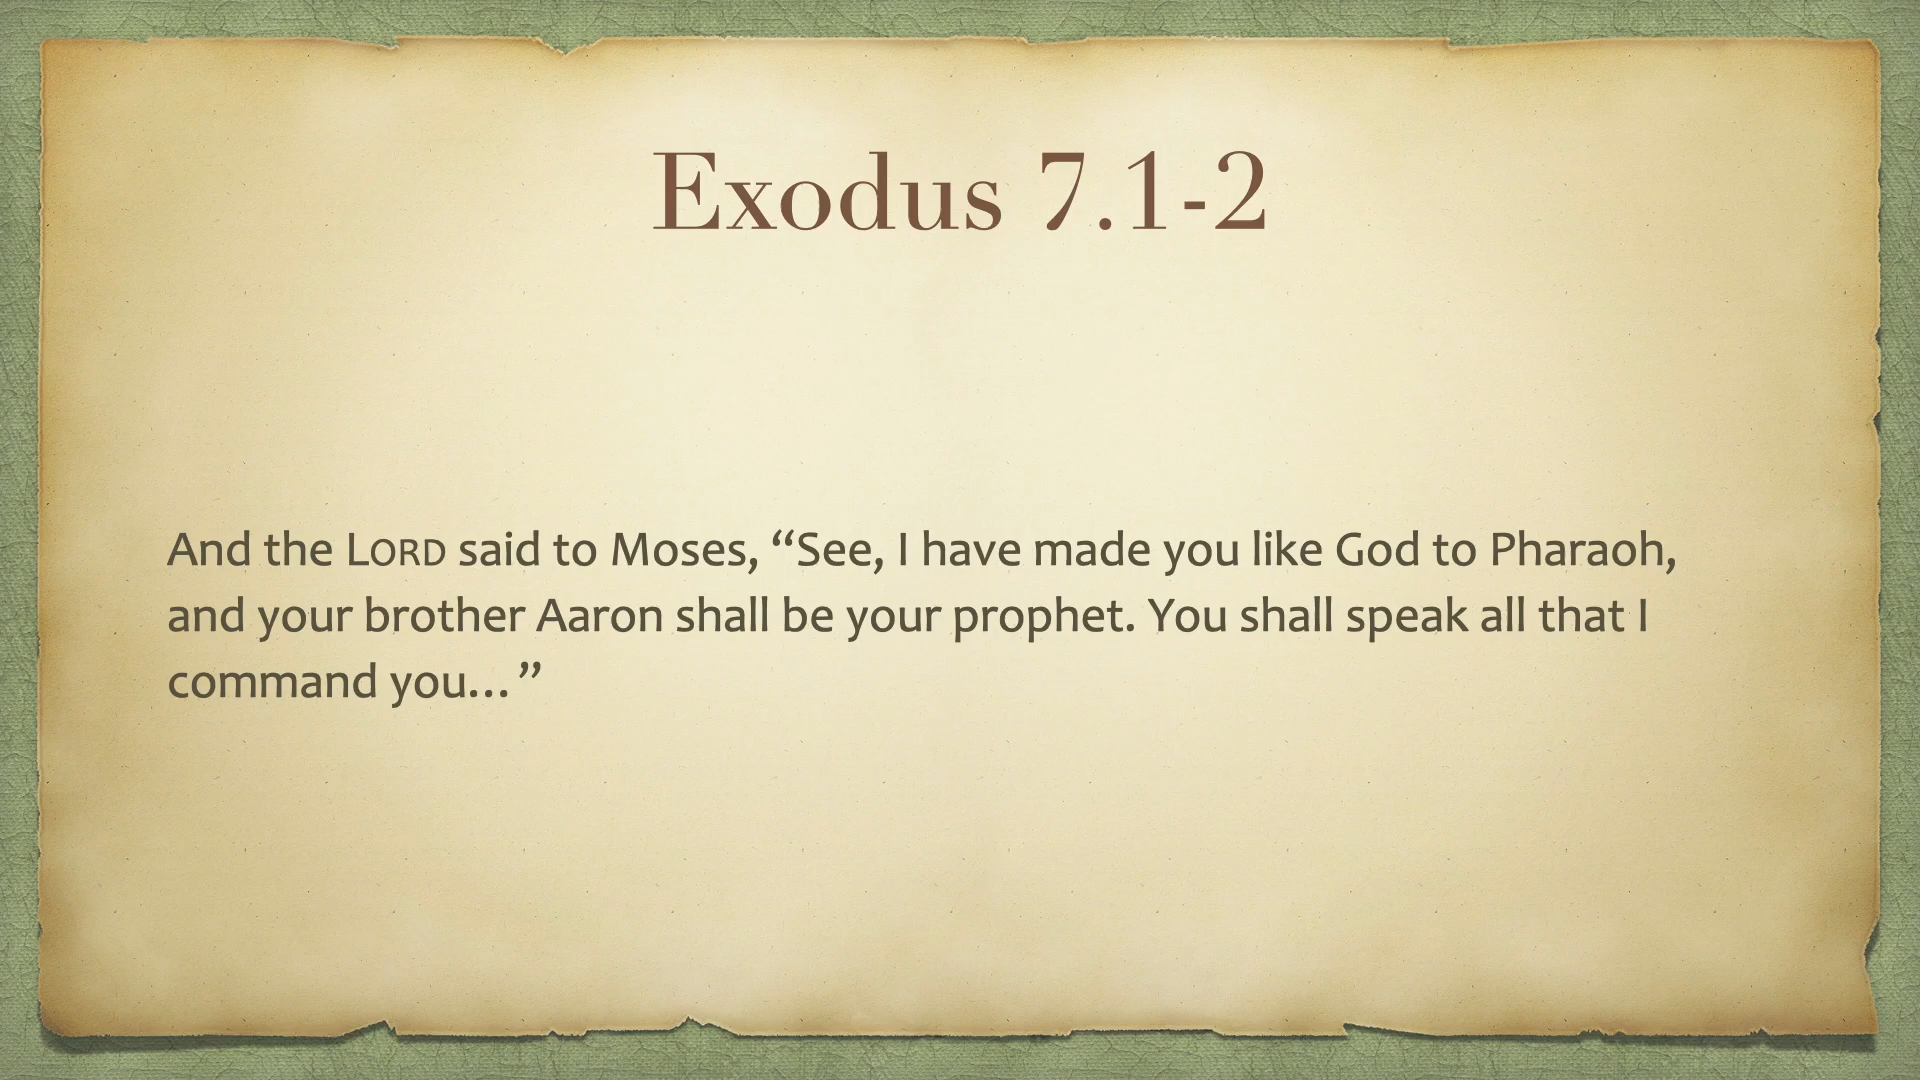 Exodus 7.1-2
And the LORD said to Moses, “See, I have made you like God to Pharaoh,
and your brother Aaron shall be your prophet. You shall speak all that I
command you…”